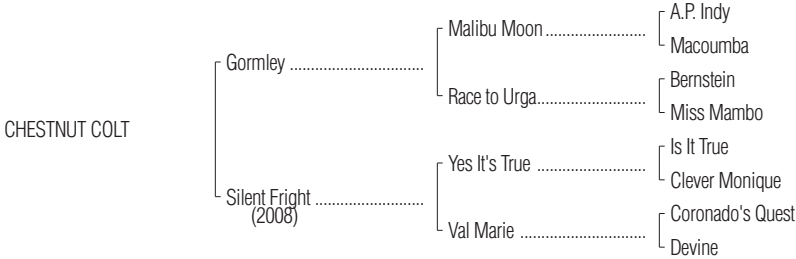 A.P. Indy
Malibu Moon ........................
Macoumba
Gormley ................................
Bernstein
Race to Urga..........................
Miss Mambo
CHESTNUT COLT
Is It True
Yes It's True ..........................
Clever Monique
Silent Fright ..........................
(2008)
Coronado's Quest
Val Marie ..............................
Devine